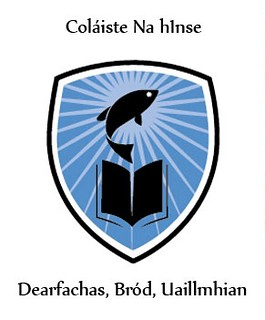 Coláiste Na hInse
Dearfachas, Bród, Uaillmhian